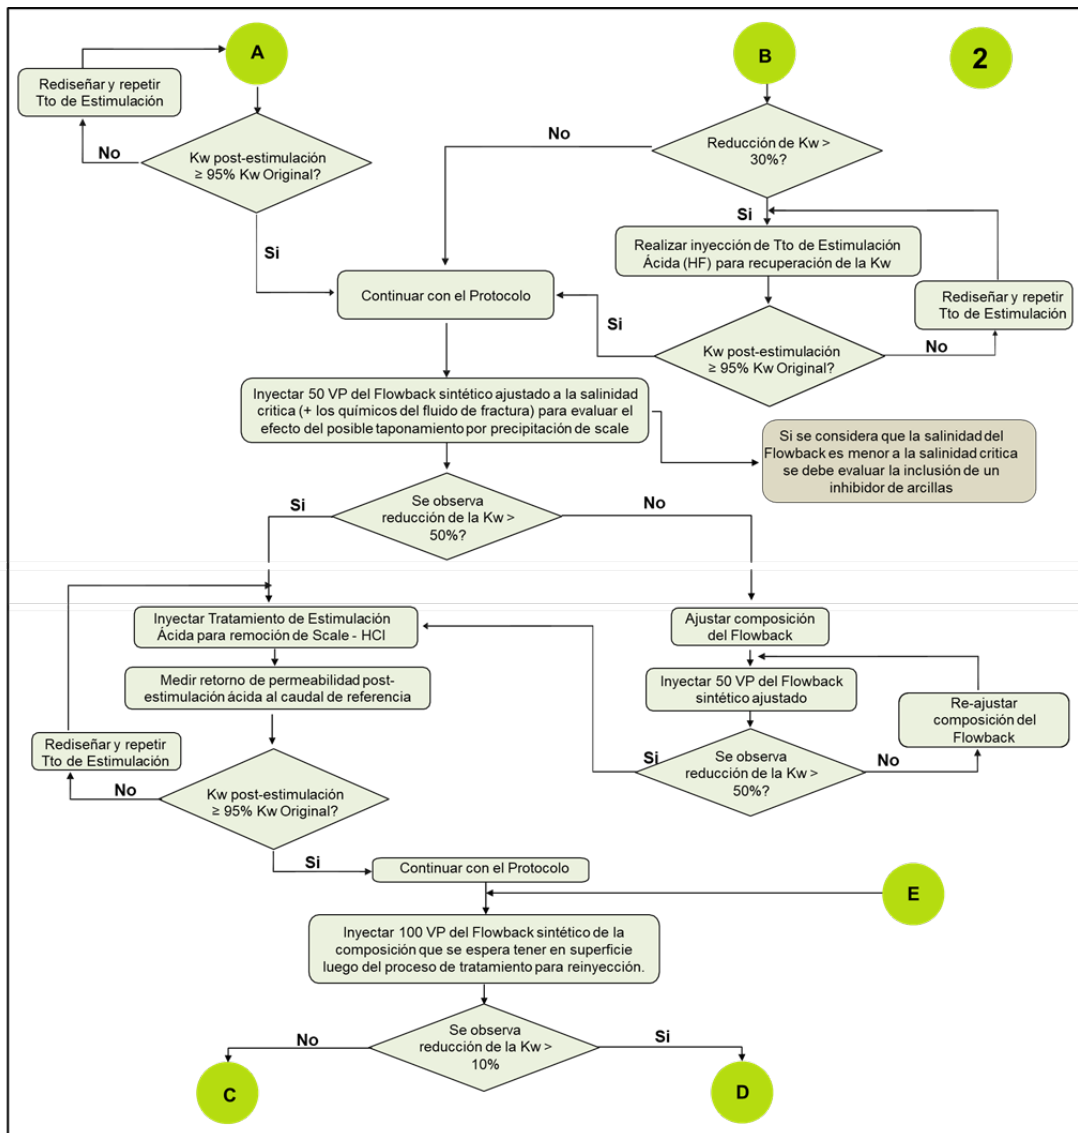 A
B
2
Rediseñar y repetir
Tto de Estimulación
No
Kw post-estimulación
≥ 95% Kw Original?
Si
No
Reducción de Kw >
30%?
Si
Realizar inyección de Tto de Estimulación
Ácida (HF) para recuperación de la Kw
Continuar con el Protocolo
Si
Kw post-estimulación
≥ 95% Kw Original?
No
Rediseñar y repetir
Tto de Estimulación
Inyectar 50 VP del Flowback sintético ajustado a la salinidad
critica (+ los químicos del fluido de fractura) para evaluar el
efecto del posible taponamiento por precipitación de scale
Si se considera que la salinidad del
Flowback es menor a la salinidad critica
se debe evaluar la inclusión de un
inhibidor de arcillas
Si
Se observa
reducción de la Kw >
50%?
No
Inyectar Tratamiento de Estimulación
Ácida para remoción de Scale - HCl
Medir retorno de permeabilidad post-
estimulación ácida al caudal de referencia
Rediseñar y repetir
Tto de Estimulación
No
Kw post-estimulación
≥ 95% Kw Original?
Si
Ajustar composición
del Flowback
Inyectar 50 VP del Flowback
sintético ajustado
Si
Se observa
reducción de la Kw >
50%?
No
Re-ajustar
composición del
Flowback
Continuar con el Protocolo
E
Inyectar 100 VP del Flowback sintético de la
composición que se espera tener en superficie
luego del proceso de tratamiento para reinyección.
No
Se observa
reducción de la Kw >
10%
Si
C
D